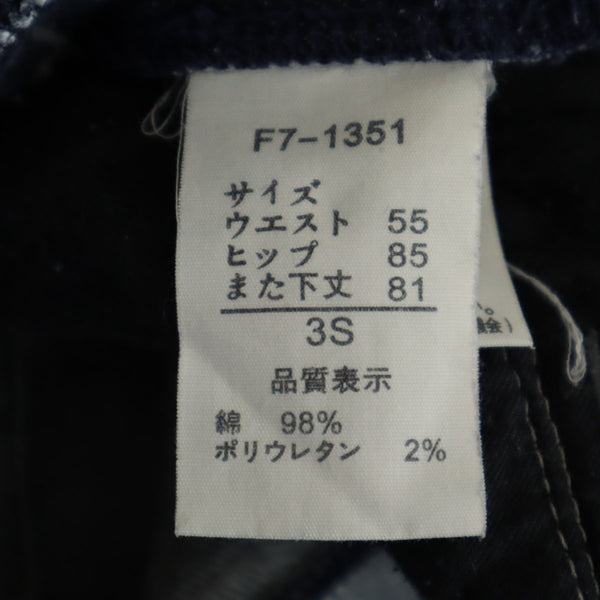 F7-1351
サイズ
ウエスト 55
ヒップ 85
また下丈 81
3S
品質表示
綿 98%
ポリウレタン 2%